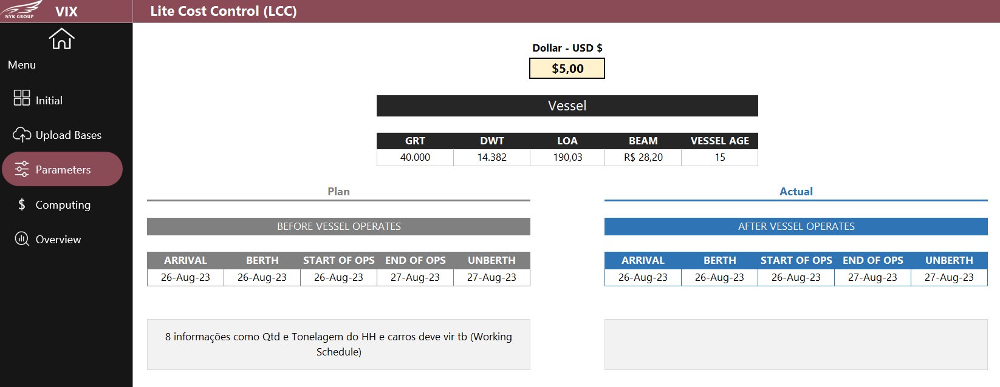 NYK GROUP
VIX
Lite Cost Control (LCC)
Menu
Initial
Upload Bases
Parameters
$ Computing
Overview
Dollar - USD $
$5,00
Vessel
GRT DWT LOA BEAM VESSEL AGE
40.000 14.382 190,03 R$ 28,20 15
Plan
BEFORE VESSEL OPERATES
ARRIVAL BERTH START OF OPS END OF OPS UNBERTH
26-Aug-23 26-Aug-23 26-Aug-23 27-Aug-23 27-Aug-23
8 informações como Qtd e Tonelagem do HH e carros deve vir tb (Working
Schedule)
Actual
AFTER VESSEL OPERATES
ARRIVAL BERTH START OF OPS END OF OPS UNBERTH
26-Aug-23 26-Aug-23 26-Aug-23 27-Aug-23 27-Aug-23